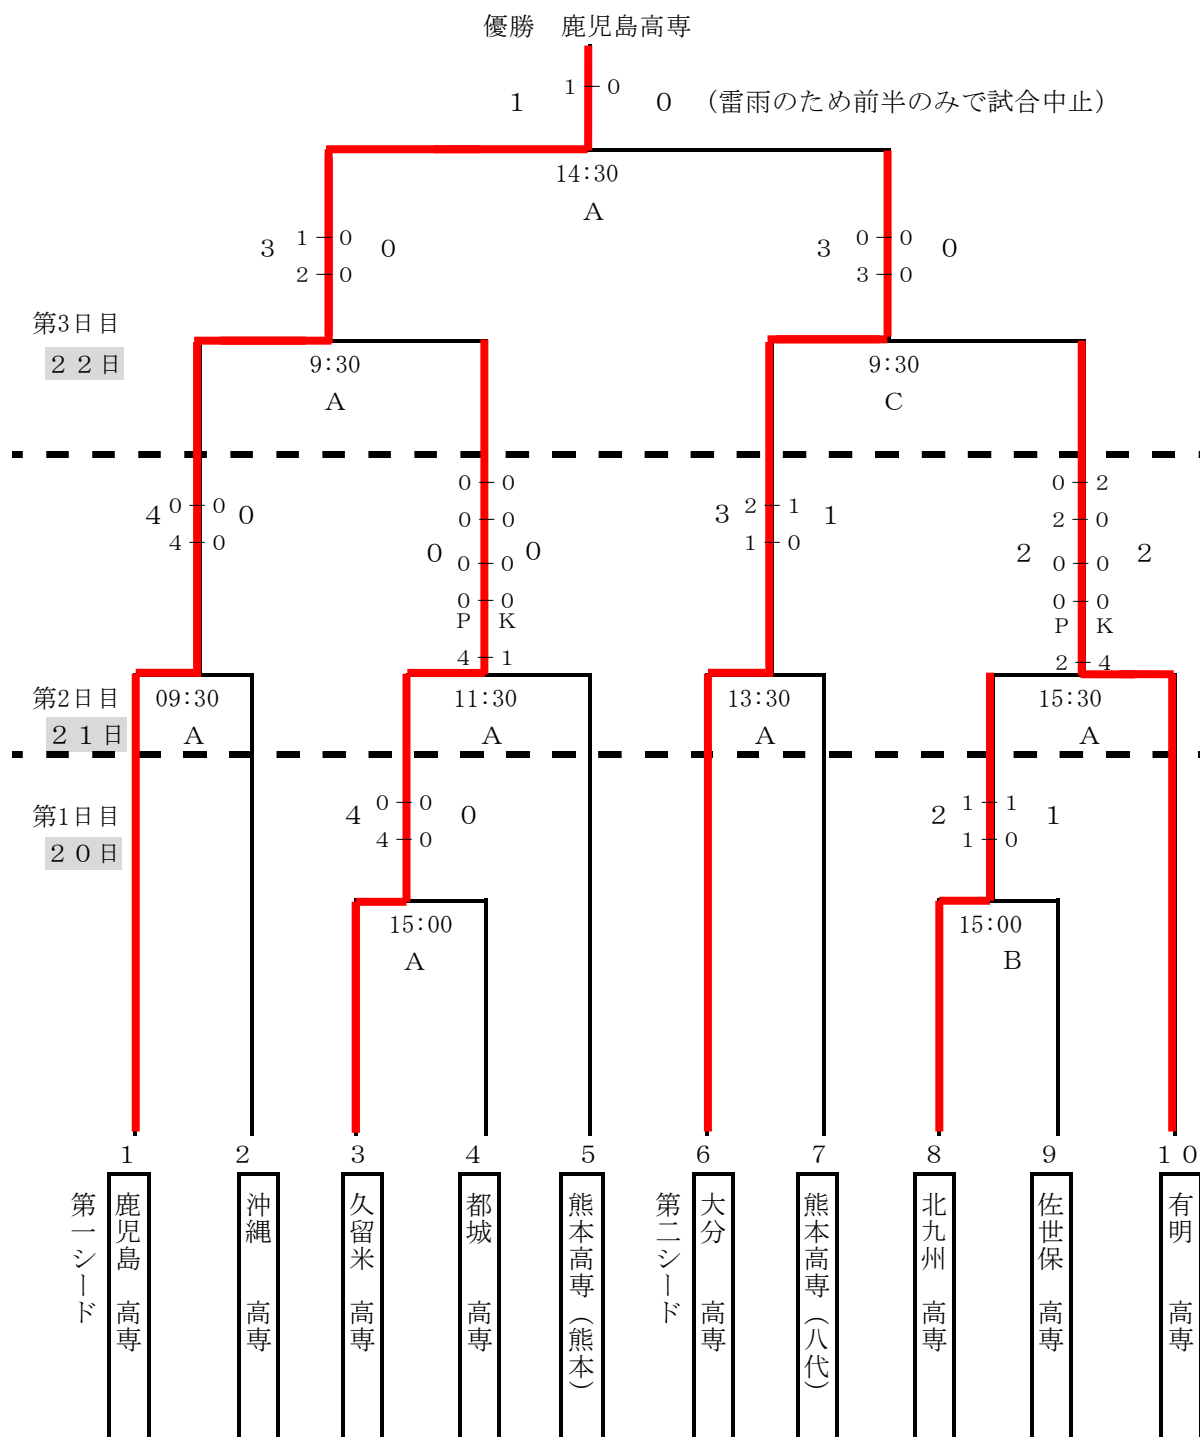 優勝　鹿児島高専
1 1 0 0 （雷雨のため前半のみで試合中止）
14:30
A
3 1 0 0
2 0
3 0 0 0
3 0
第3日目
２２日
9:30
A
9:30
C
4 0 0 0
4 0
0 0
0 0
0 0 0 0
0 0
P K
4 1
3 2 1 1
1 0
0 2
2 0
2 0 0 2
0 0
P K
2 4
第2日目
２１日
09:30
A
11:30
A
13:30
A
15:30
A
第1日目
２０日
4 0 0 0
4 0
2 1 1 1
1 0
15:00
A
15:00
B
1 2 3 4 5 6 7 8 9 10
第一シード
鹿児島　高専
沖縄　高専
久留米　高専
都城　高専
熊本高専（熊本）
第二シード
大分　高専
熊本高専（八代）
北九州　高専
佐世保　高専
有明　高専